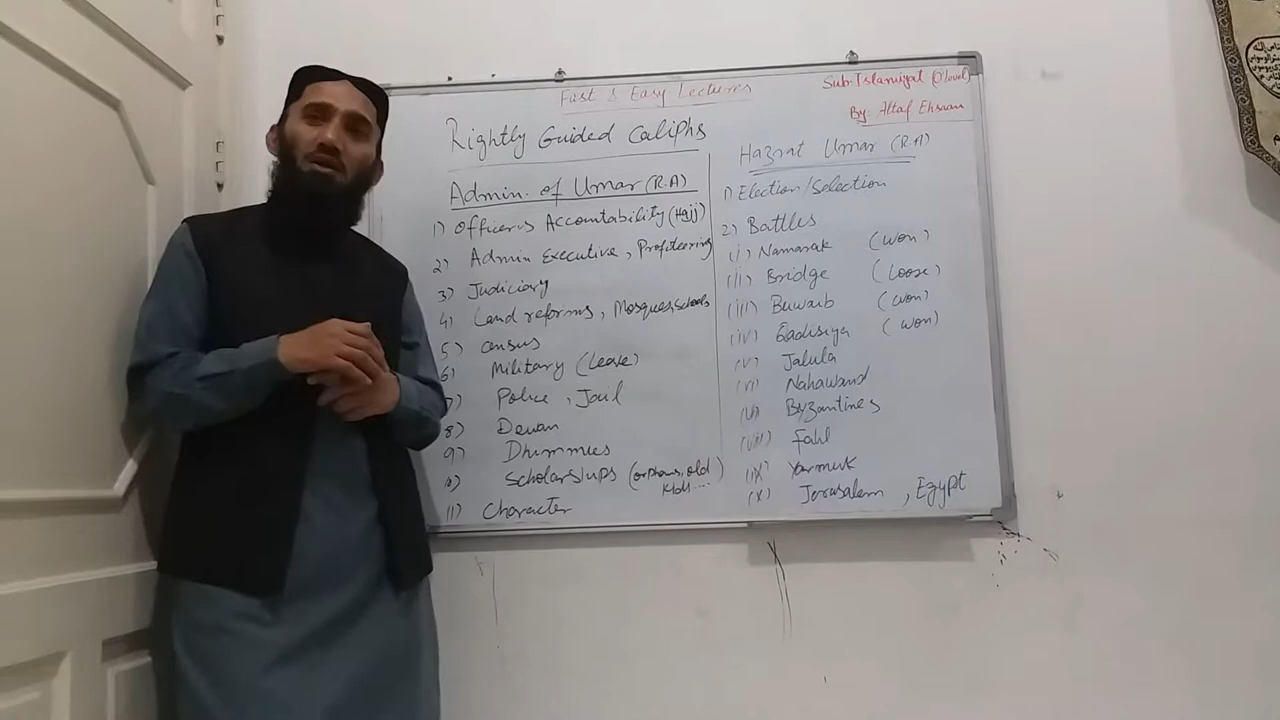 Fast & Easy Lectures
Sub: Islamiyat (O'Level)
By: Altaf Ehsan
Rightly Guided Caliphs
Admin. of Umar (R.A)
1) Officers Accountability (Hajj)
2) Admin Executive, Profiteering
3) Judiciary
4) Land reforms, Mosques, Schools
5) Census
6) Military (Leave)
7) Police, Jail
8) Dewan
9) Dhimmies
10) Scholarships (orphans, old
11) Character
Hazrat Umar (R.A)
1) Election/Selection
2) Battles
(i) Namarak (won)
(ii) Bridge (Loose)
(iii) Buwaib (won)
(iv) Qadisiya (won)
(v) Jalula
(vi) Nahawand
(vii) Byzantines
(viii) Fahl
(ix) Yarmuk
(x) Jerusalem, Egypt